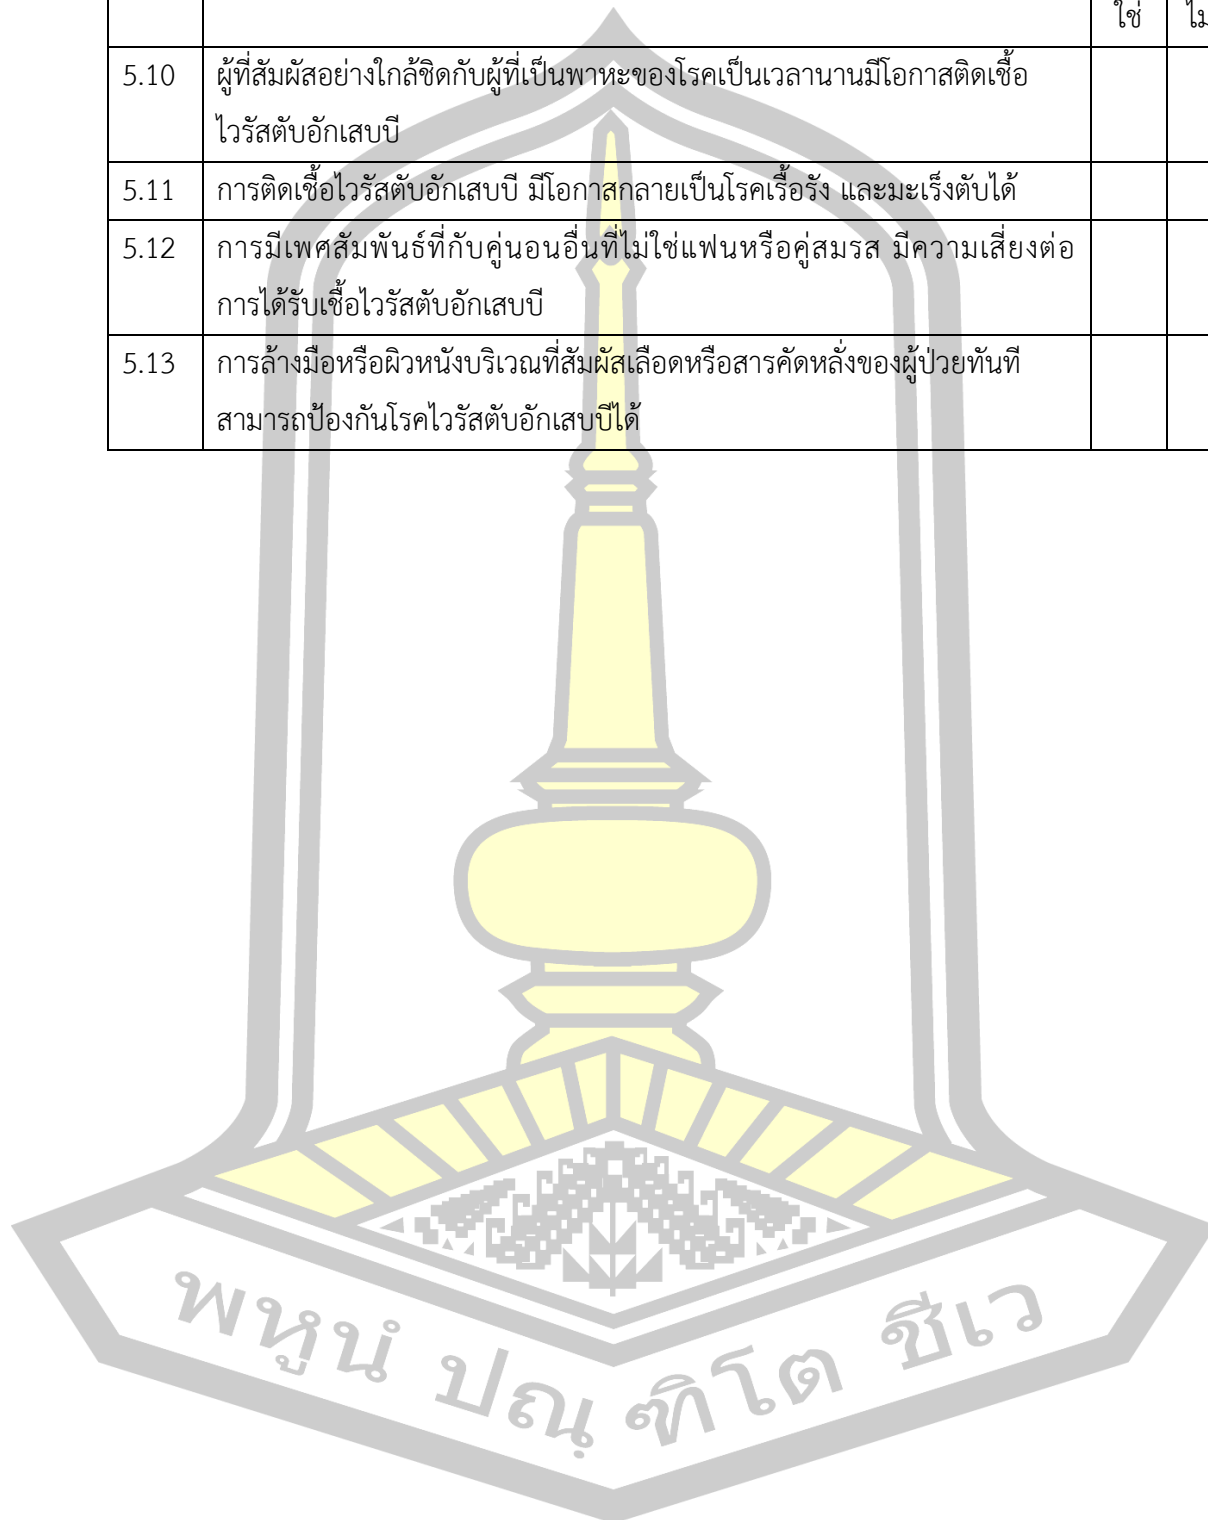 ใช่
5.10 ผู้ที่สัมผัสอย่างใกล้ชิดกับผู้ที่เป็นพาหะของโรคเป็นเวลานานมีโอกาสติดเชื้อ
ไวรัสตับอักเสบบี
5.11 การติดเชื้อไวรัสตับอักเสบบี มีโอกาสกลายเป็นโรคเรื้อรัง และมะเร็งตับได้
5.12 การมีเพศสัมพันธ์ที่กับคู่นอนอื่นที่ไม่ใช่แฟนหรือคู่สมรส มีความเสี่ยงต่อ
การได้รับเชื้อไวรัสตับอักเสบบี
5.13 การล้างมือหรือผิวหนังบริเวณที่สัมผัสเลือดหรือสารคัดหลั่งของผู้ป่วยทันที
สามารถป้องกันโรคไวรัสตับอักเสบบีได้
พหูนํ ปณฺ ฑิโต ชีเว